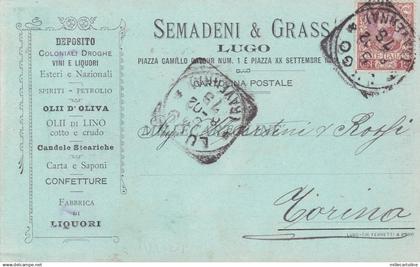 DEPOSITO
COLONIALI DROGHE
VINI E LIQUORI
Esteri e Nazionali
SPIRITI - PETROLIO
OLII D'OLIVA
OLII DI LINO
cotto e crudo
Candele Steariche
Carta e Saponi
CONFETTURE
FABBRICA
DI
LIQUORI
SEMADENI & GRASS
LUGO
PIAZZA CAMILLO CAVOUR NUM. 1 E PIAZZA XX SETTEMBRE
POSTALE
& Rossi
Torino